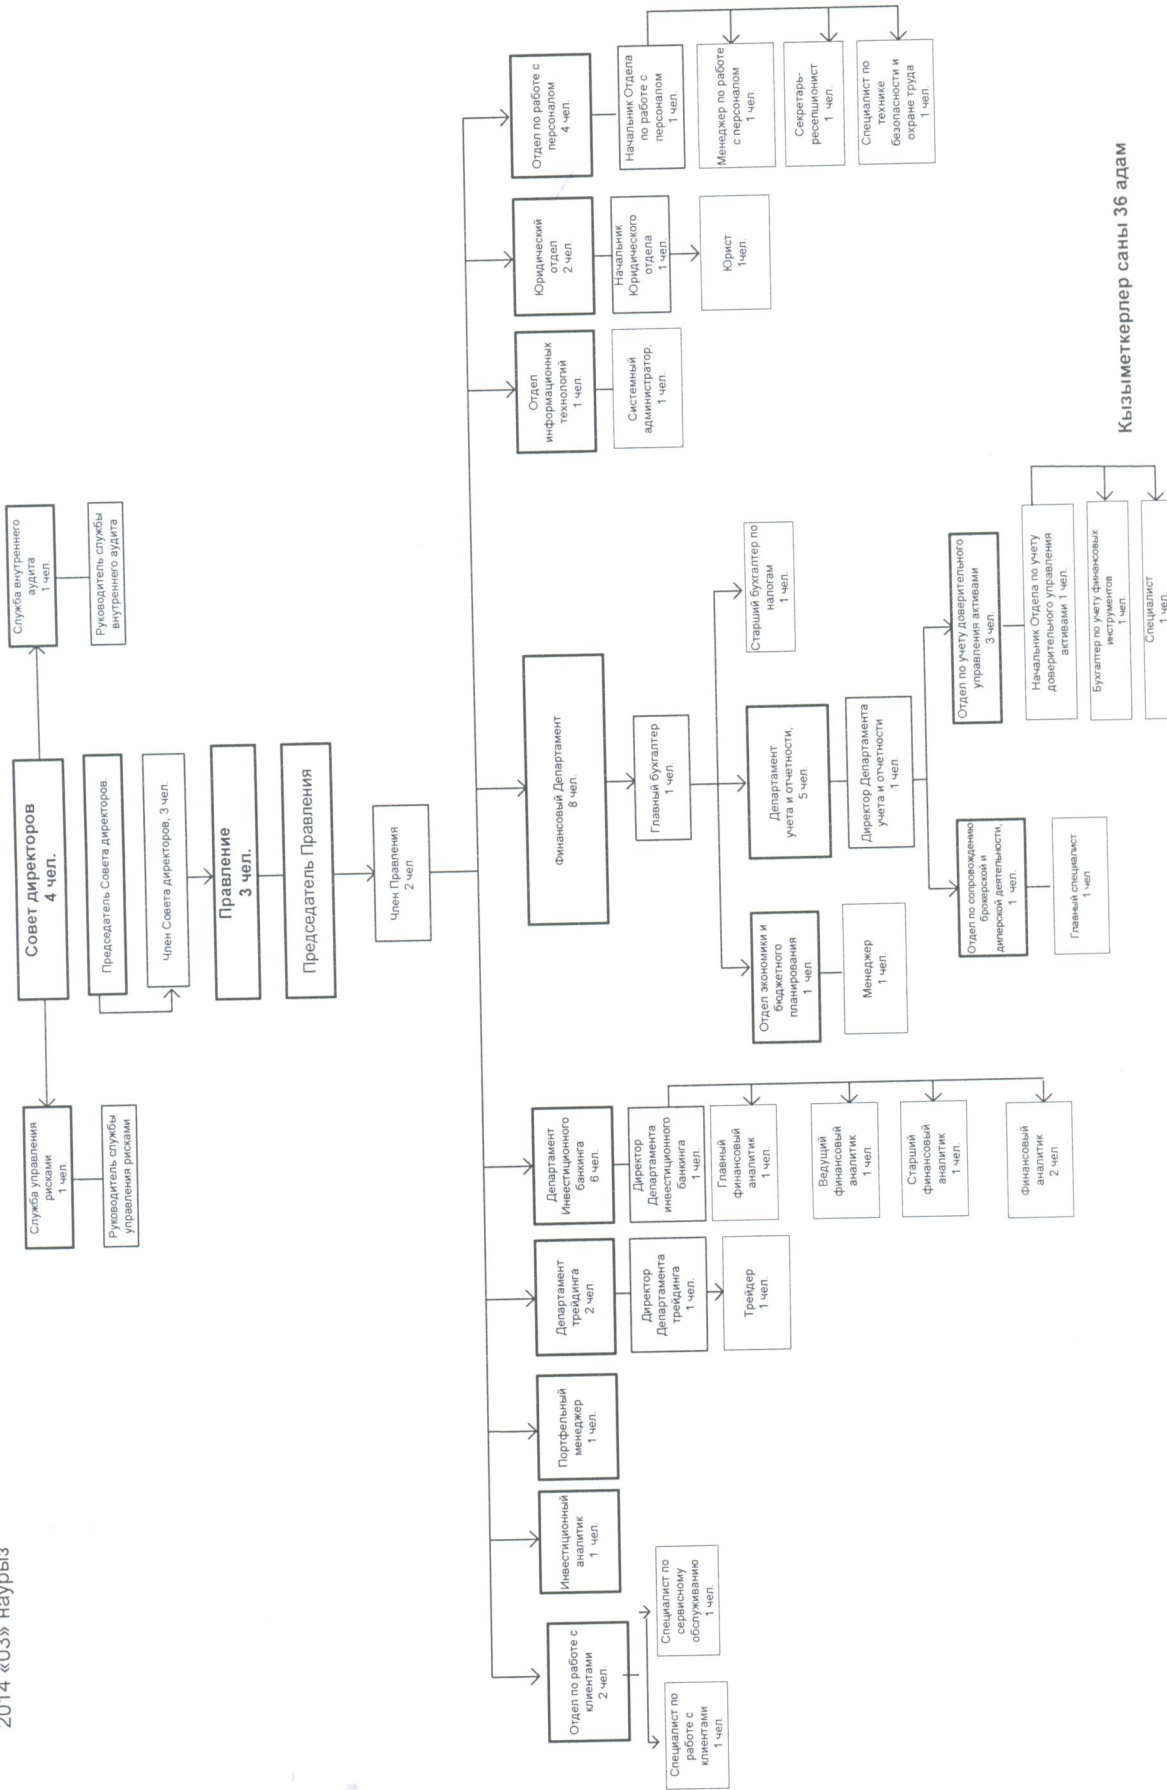 2014 «03» наурыз
Совет директоров
4 чел.
Служба управления
рисками
1 чел.
Руководитель службы
управления рисками
Служба внутреннего
аудита
1 чел.
Руководитель службы
внутреннего аудита
Председатель Совета директоров
Член Совета директоров, 3 чел.
Правление
3 чел.
Председатель Правления
Член Правления
2 чел.
Отдел по работе с
клиентами
2 чел.
Специалист по
работе с
клиентами
1 чел.
Специалист по
сервисному
обслуживанию
1 чел.
Инвестиционный
аналитик
1 чел.
Портфельный
менеджер
1 чел.
Департамент
трейдинга
2 чел.
Директор
Департамента
трейдинга
1 чел.
Трейдер
1 чел.
Департамент
Инвестиционного
банкинга
6 чел.
Директор
Департамента
инвестиционного
банкинга
1 чел.
Главный
финансовый
аналитик
1 чел.
Ведущий
финансовый
аналитик
1 чел.
Старший
финансовый
аналитик
1 чел.
Финансовый
аналитик
2 чел.
Финансовый Департамент
8 чел.
Главный бухгалтер
1 чел.
Отдел экономики и
бюджетного
планирования
1 чел.
Менеджер
1 чел.
Департамент
учета и отчетности,
5 чел.
Директор Департамента
учета и отчетности
1 чел.
Старший бухгалтер по
налогам
1 чел.
Отдел по сопровождению
брокерской и
дилерской деятельности,
1 чел.
Главный специалист
1 чел
Отдел по учету доверительного
управления активами
3 чел.
Начальник Отдела по учету
доверительного управления
активами 1 чел.
Бухгалтер по учету финансовых
инструментов
1 чел.
Специалист
1 чел.
Отдел
информационных
технологий
1 чел.
Системный
администратор,
1 чел.
Юридический
отдел
2 чел.
Начальник
Юридического
отдела
1 чел.
Юрист
1чел.
Отдел по работе с
персоналом
4 чел.
Начальник Отдела
по работе с
персоналом
1 чел.
Менеджер по работе
с персоналом
1 чел.
Секретарь-
ресепшионист
1 чел.
Специалист по
технике
безопасности и
охране труда
1 чел.
Кызыметкерлер саны 36 адам